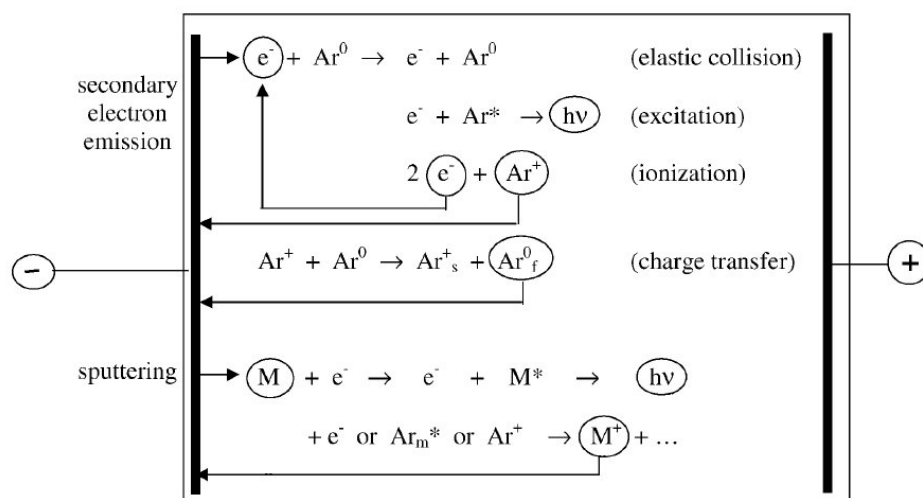 e⁻ + Ar⁰ → e⁻ + Ar⁰ (elastic collision)
secondary
electron
emission
e⁻ + Ar* → hν (excitation)
2 e⁻ + Ar⁺ (ionization)
− Ar⁺ + Ar⁰ → Ar⁺ₛ + Ar⁰f (charge transfer) +
sputtering M + e⁻ → e⁻ + M* → hν
+ e⁻ or Arₘ* or Ar⁺ → M⁺ + …